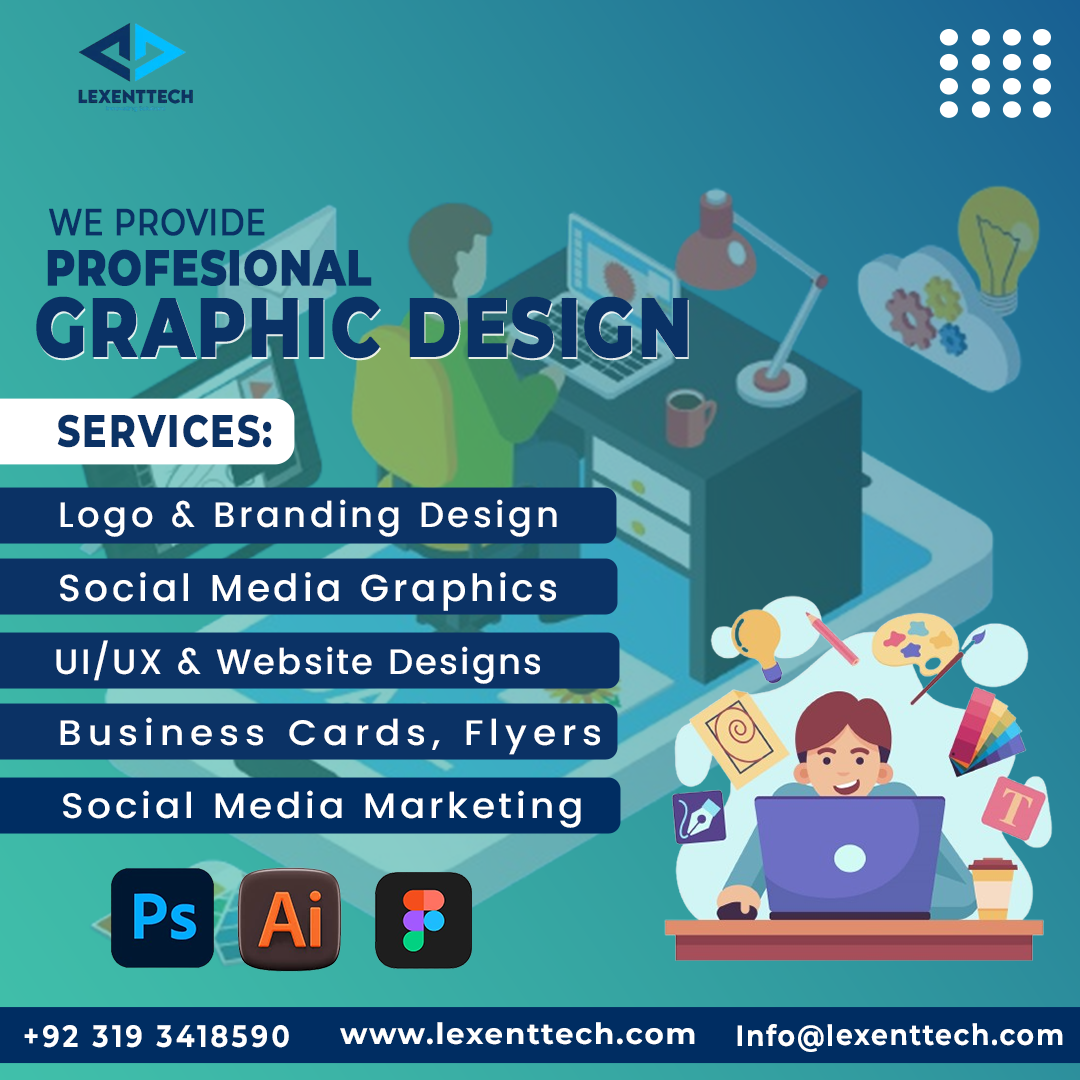 LEXENTTECH
WE PROVIDE
PROFESIONAL
GRAPHIC DESIGN
SERVICES:
Logo & Branding Design
Social Media Graphics
UI/UX & Website Designs
Business Cards, Flyers
Social Media Marketing
T
Ps Ai
+92 319 3418590 www.lexenttech.com Info@lexenttech.com